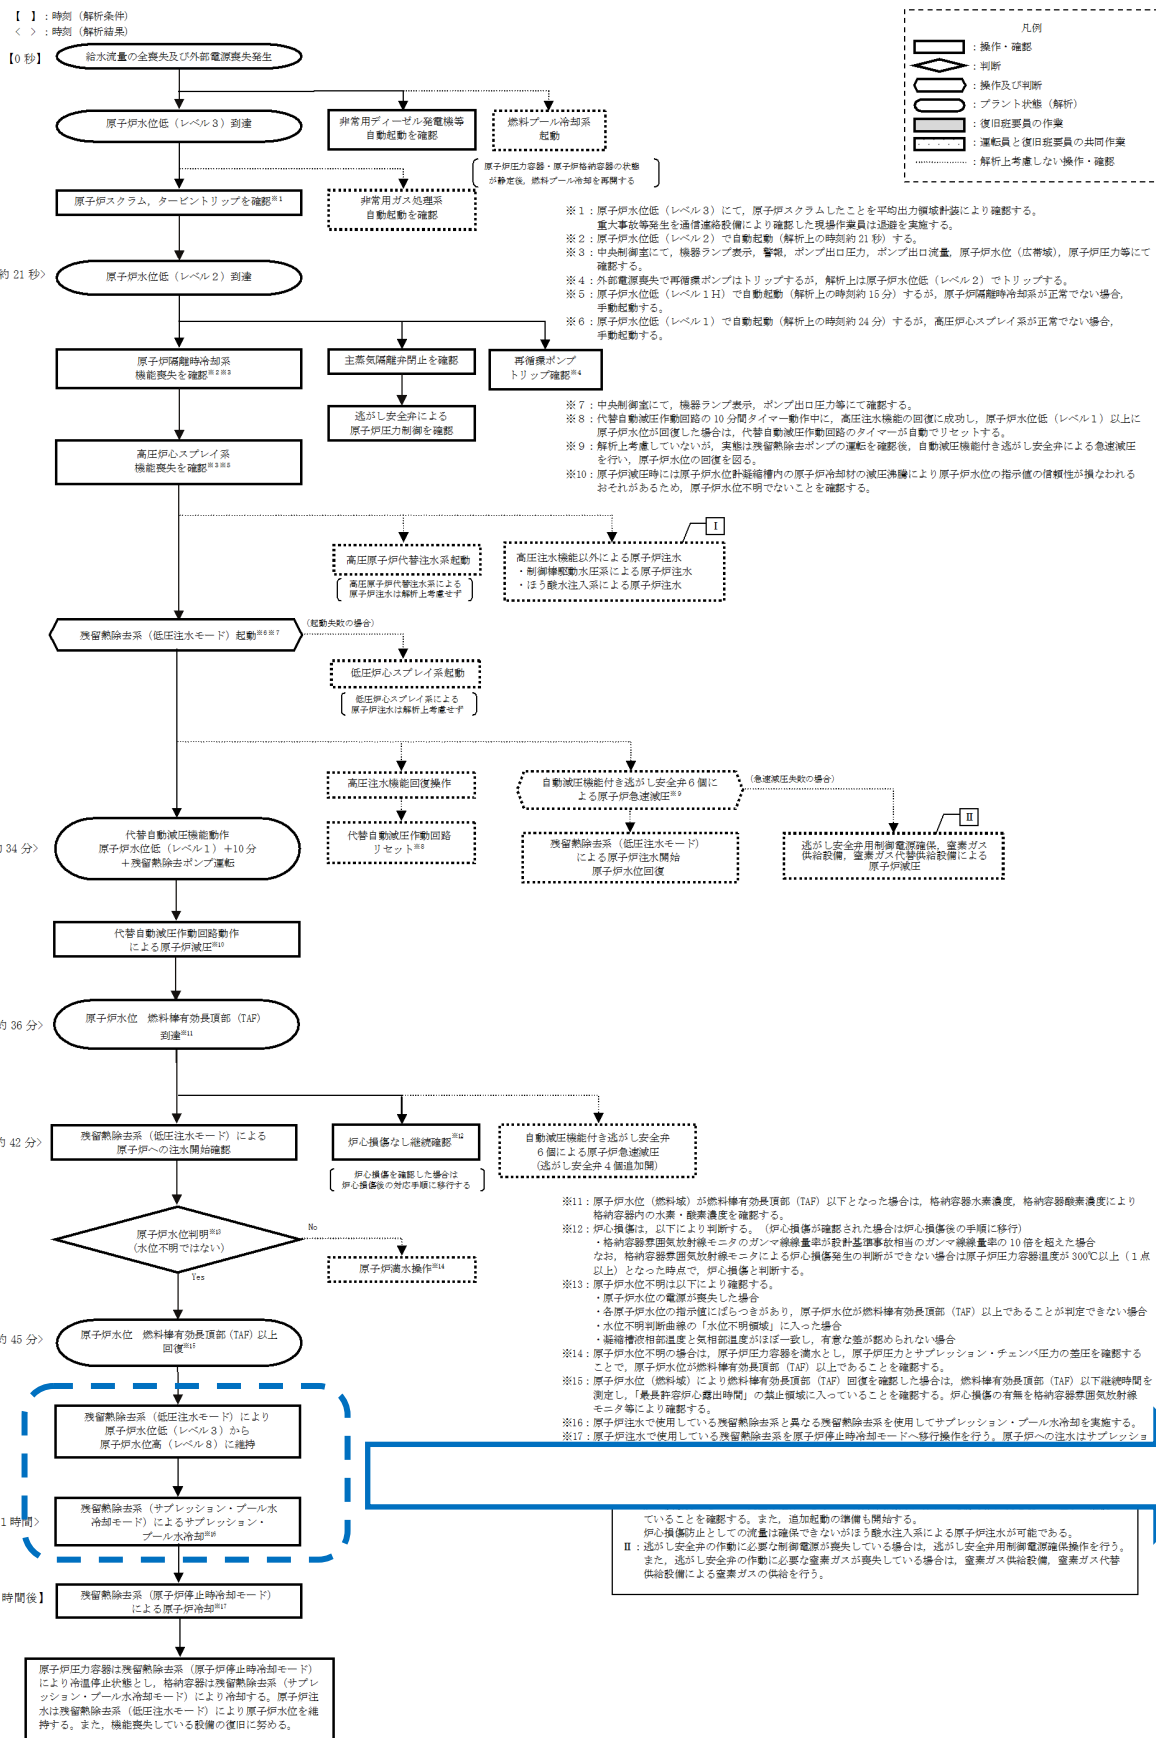 【　】：時刻（解析条件）
＜　＞：時刻（解析結果）
凡例
：操作・確認
：判断
：操作及び判断
：プラント状態（解析）
：復旧班要員の作業
：運転員と復旧班要員の共同作業
：解析上考慮しない操作・確認
【0 秒】
給水流量の全喪失及び外部電源喪失発生
原子炉水位低（レベル３）到達
非常用ディーゼル発電機等
自動起動を確認
燃料プール冷却系
起動
原子炉圧力容器・原子炉格納容器の状態
が静定後，燃料プール冷却を再開する
原子炉スクラム，タービントリップを確認※1
非常用ガス処理系
自動起動を確認
約 21 秒>
原子炉水位低（レベル２）到達
※１：原子炉水位低（レベル３）にて，原子炉スクラムしたことを平均出力領域計装により確認する。
重大事故等発生を通信連絡設備により確認した現場作業員は退避を実施する。
※２：原子炉水位低（レベル２）で自動起動（解析上の時刻約 21 秒）する。
※３：中央制御室にて，機器ランプ表示，警報，ポンプ出口圧力，ポンプ出口流量，原子炉水位（広帯域），原子炉圧力等にて
確認する。
※４：外部電源喪失で再循環ポンプはトリップするが，解析上は原子炉水位低（レベル２）でトリップする。
※５：原子炉水位低（レベル１Ｈ）で自動起動（解析上の時刻約 15 分）するが，原子炉隔離時冷却系が正常でない場合，
手動起動する。
※６：原子炉水位低（レベル１）で自動起動（解析上の時刻約 24 分）するが，高圧炉心スプレイ系が正常でない場合，
手動起動する。
原子炉隔離時冷却系
機能喪失を確認※2※3
主蒸気隔離弁閉止を確認
再循環ポンプ
トリップ確認※4
逃がし安全弁による
原子炉圧力制御を確認
高圧炉心スプレイ系
機能喪失を確認※3※5
※７：中央制御室にて，機器ランプ表示，ポンプ出口圧力等にて確認する。
※８：代替自動減圧作動回路の 10 分間タイマー動作中に，高圧注水機能の回復に成功し，原子炉水位低（レベル１）以上に
原子炉水位が回復した場合は，代替自動減圧作動回路のタイマーが自動でリセットする。
※９：解析上考慮していないが，実態は残留熱除去ポンプの運転を確認後，自動減圧機能付き逃がし安全弁による急速減圧
を行い，原子炉水位の回復を図る。
※10：原子炉減圧時には原子炉水位計凝縮槽内の原子炉冷却材の減圧沸騰により原子炉水位の指示値の信頼性が損なわれる
おそれがあるため，原子炉水位不明でないことを確認する。
Ⅰ
高圧原子炉代替注水系起動
高圧原子炉代替注水系による
原子炉注水は解析上考慮せず
高圧注水機能以外による原子炉注水
・制御棒駆動水圧系による原子炉注水
・ほう酸水注入系による原子炉注水
残留熱除去系（低圧注水モード）起動※6※7
（起動失敗の場合）
低圧炉心スプレイ系起動
低圧炉心スプレイ系による
原子炉注水は解析上考慮せず
高圧注水機能回復操作
自動減圧機能付き逃がし安全弁６個に
よる原子炉急速減圧※9
（急速減圧失敗の場合）
Ⅱ
34 分>
代替自動減圧機能動作
原子炉水位低（レベル１）＋10 分
＋残留熱除去ポンプ運転
代替自動減圧作動回路
リセット※8
残留熱除去系（低圧注水モード）
による原子炉注水開始
原子炉水位回復
逃がし安全弁用制御電源確保，窒素ガス
供給設備，窒素ガス代替供給設備による
原子炉減圧
代替自動減圧作動回路動作
による原子炉減圧※10
約 36 分>
原子炉水位　燃料棒有効長頂部（TAF）
到達※11
約 42 分>
残留熱除去系（低圧注水モード）による
原子炉への注水開始確認
炉心損傷なし継続確認※12
炉心損傷を確認した場合は
炉心損傷後の対応手順に移行する
自動減圧機能付き逃がし安全弁
６個による原子炉急速減圧
（逃がし安全弁４個追加開）
原子炉水位判明※13
（水位不明ではない）
No
Yes
原子炉満水操作※14
約 45 分>
原子炉水位　燃料棒有効長頂部（TAF）以上
回復※15
※11：原子炉水位（燃料域）が燃料棒有効長頂部（TAF）以下となった場合は，格納容器水素濃度，格納容器酸素濃度により
格納容器内の水素・酸素濃度を確認する。
※12：炉心損傷は，以下により判断する。（炉心損傷が確認された場合は炉心損傷後の手順に移行）
・格納容器雰囲気放射線モニタのガンマ線線量率が設計基準事故相当のガンマ線線量率の 10 倍を超えた場合
なお，格納容器雰囲気放射線モニタによる炉心損傷発生の判断ができない場合は原子炉圧力容器温度が 300℃以上（１点
以上）となった時点で，炉心損傷と判断する。
※13：原子炉水位不明は以下により確認する。
・原子炉水位の電源が喪失した場合
・各原子炉水位の指示値にばらつきがあり，原子炉水位が燃料棒有効長頂部（TAF）以上であることが判定できない場合
・水位不明判断曲線の「水位不明領域」に入った場合
・凝縮槽液相部温度と気相部温度がほぼ一致し，有意な差が認められない場合
※14：原子炉水位不明の場合は，原子炉圧力容器を満水とし，原子炉圧力とサプレッション・チェンバ圧力の差圧を確認する
ことで，原子炉水位が燃料棒有効長頂部（TAF）以上であることを確認する。
※15：原子炉水位（燃料域）により燃料棒有効長頂部（TAF）回復を確認した場合は，燃料棒有効長頂部（TAF）以下継続時間を
測定し，「最長許容炉心露出時間」の禁止領域に入っていることを確認する。炉心損傷の有無を格納容器雰囲気放射線
モニタ等により確認する。
※16：原子炉注水で使用している残留熱除去系と異なる残留熱除去系を使用してサプレッション・プール水冷却を実施する。
※17：原子炉注水で使用している残留熱除去系を原子炉停止時冷却モードへ移行操作を行う。原子炉への注水はサプレッショ
残留熱除去系（低圧注水モード）により
原子炉水位低（レベル３）から
原子炉水位高（レベル８）に維持
1 時間>
残留熱除去系（サプレッション・プール水
冷却モード）によるサプレッション・
プール水冷却※16
ていることを確認する。また，追加起動の準備も開始する。
炉心損傷防止としての流量は確保できないがほう酸水注入系による原子炉注水が可能である。
Ⅱ：逃がし安全弁の作動に必要な制御電源が喪失している場合は，逃がし安全弁用制御電源確保操作を行う。
また，逃がし安全弁の作動に必要な窒素ガスが喪失している場合は，窒素ガス供給設備，窒素ガス代替
供給設備による窒素ガスの供給を行う。
時間後】
残留熱除去系（原子炉停止時冷却モード）
による原子炉冷却※17
原子炉圧力容器は残留熱除去系（原子炉停止時冷却モード）
により冷温停止状態とし，格納容器は残留熱除去系（サプレ
ッション・プール水冷却モード）により冷却する。原子炉注
水は残留熱除去系（低圧注水モード）により原子炉水位を維
持する。また，機能喪失している設備の復旧に努める。